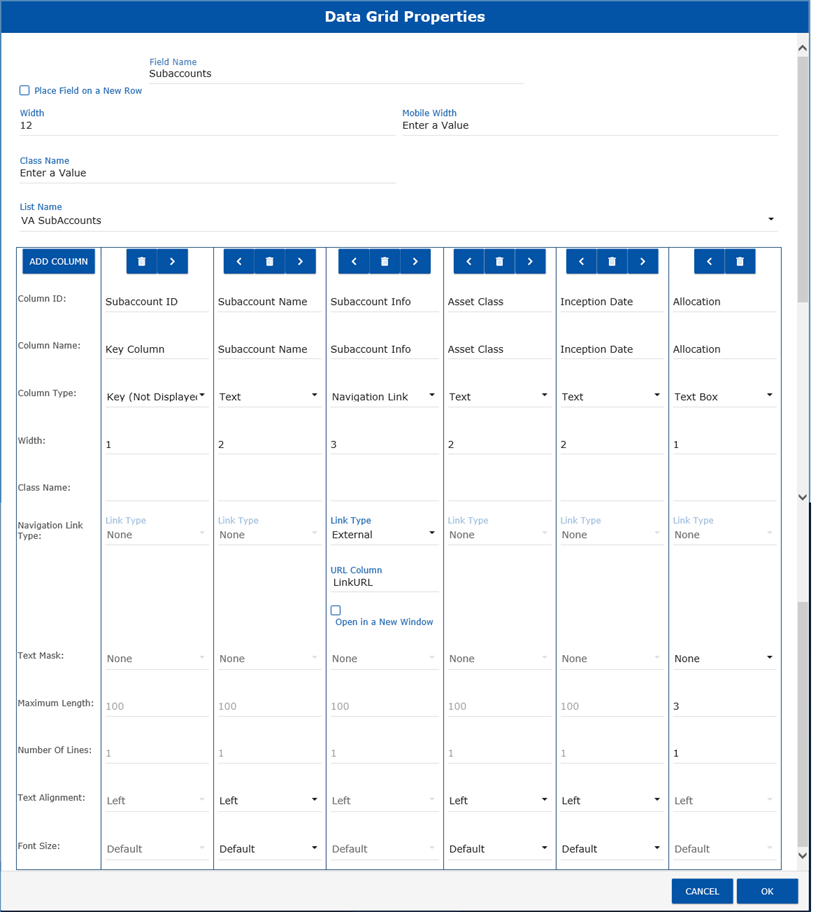 Data Grid Properties
Field Name
Subaccounts
Place Field on a New Row
Width Mobile Width
12 Enter a Value
Class Name
Enter a Value
List Name
VA SubAccounts
ADD COLUMN
Column ID: Subaccount ID Subaccount Name Subaccount Info Asset Class Inception Date Allocation
Column Name: Key Column Subaccount Name Subaccount Info Asset Class Inception Date Allocation
Column Type: Key (Not Displayed Text Navigation Link Text Text Text Box
Width: 1 2 3 2 2 1
Class Name:
Navigation Link Type: Link Type Link Type Link Type Link Type Link Type Link Type
None None External None None None
URL Column
LinkURL
Open in a New Window
Text Mask: None None None None None None
Maximum Length: 100 100 100 100 100 3
Number Of Lines: 1 1 1 1 1 1
Text Alignment: Left Left Left Left Left Left
Font Size: Default Default Default Default Default Default
CANCEL OK